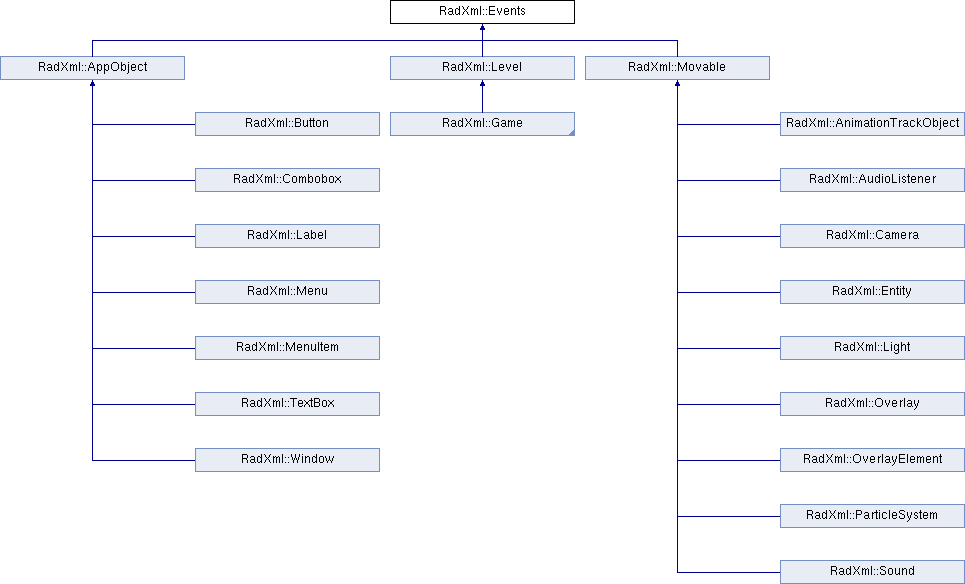 RadXml::Events
RadXml::AppObject
RadXml::Level
RadXml::Movable
RadXml::Button
RadXml::Game
RadXml::AnimationTrackObject
RadXml::Combobox
RadXml::AudioListener
RadXml::Label
RadXml::Camera
RadXml::Menu
RadXml::Entity
RadXml::MenuItem
RadXml::Light
RadXml::TextBox
RadXml::Overlay
RadXml::Window
RadXml::OverlayElement
RadXml::ParticleSystem
RadXml::Sound